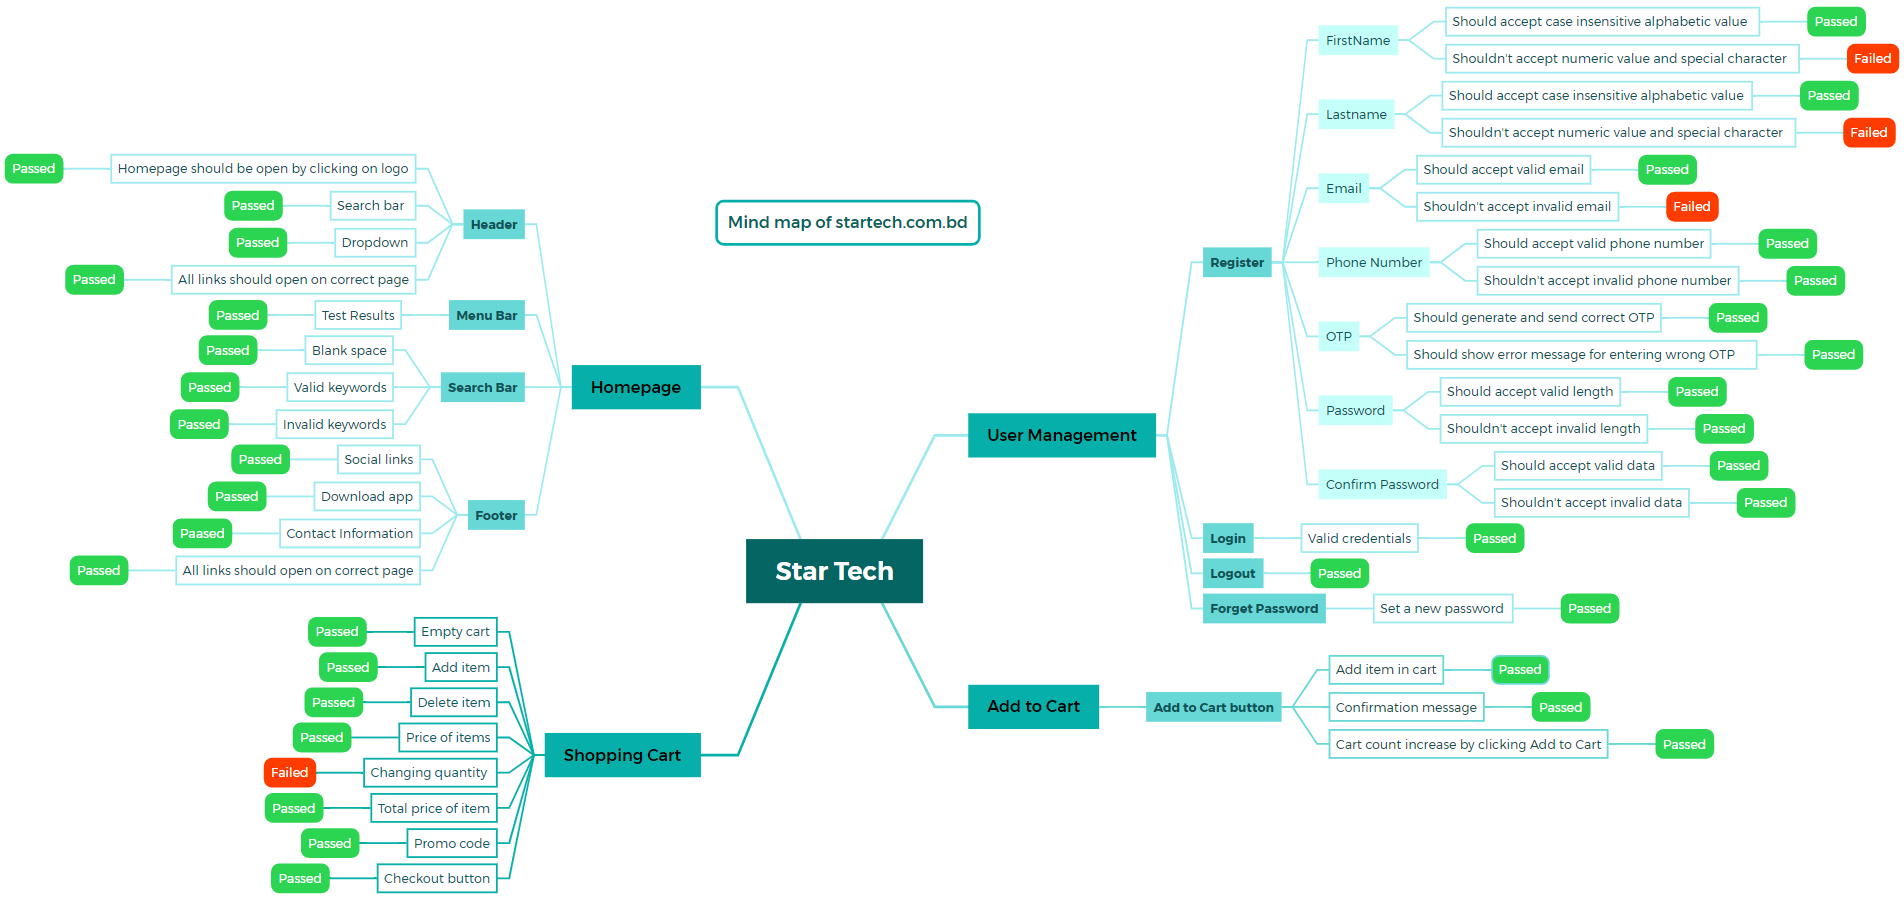 Mind map of startech.com.bd
Star Tech
Homepage
Header
Homepage should be open by clicking on logo
Passed
Search bar
Passed
Dropdown
Passed
All links should open on correct page
Passed
Menu Bar
Test Results
Passed
Search Bar
Blank space
Passed
Valid keywords
Passed
Invalid keywords
Passed
Footer
Social links
Passed
Download app
Passed
Contact Information
Paased
All links should open on correct page
Passed
Shopping Cart
Empty cart
Passed
Add item
Passed
Delete item
Passed
Price of items
Passed
Changing quantity
Failed
Total price of item
Passed
Promo code
Passed
Checkout button
Passed
User Management
Register
FirstName
Should accept case insensitive alphabetic value
Passed
Shouldn't accept numeric value and special character
Failed
Lastname
Should accept case insensitive alphabetic value
Passed
Shouldn't accept numeric value and special character
Failed
Email
Should accept valid email
Passed
Shouldn't accept invalid email
Failed
Phone Number
Should accept valid phone number
Passed
Shouldn't accept invalid phone number
Passed
OTP
Should generate and send correct OTP
Passed
Should show error message for entering wrong OTP
Passed
Password
Should accept valid length
Passed
Shouldn't accept invalid length
Passed
Confirm Password
Should accept valid data
Passed
Shouldn't accept invalid data
Passed
Login
Valid credentials
Passed
Logout
Passed
Forget Password
Set a new password
Passed
Add to Cart
Add to Cart button
Add item in cart
Passed
Confirmation message
Passed
Cart count increase by clicking Add to Cart
Passed